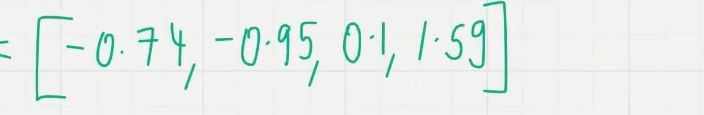 = [-0.74, -0.95, 0.1, 1.59]